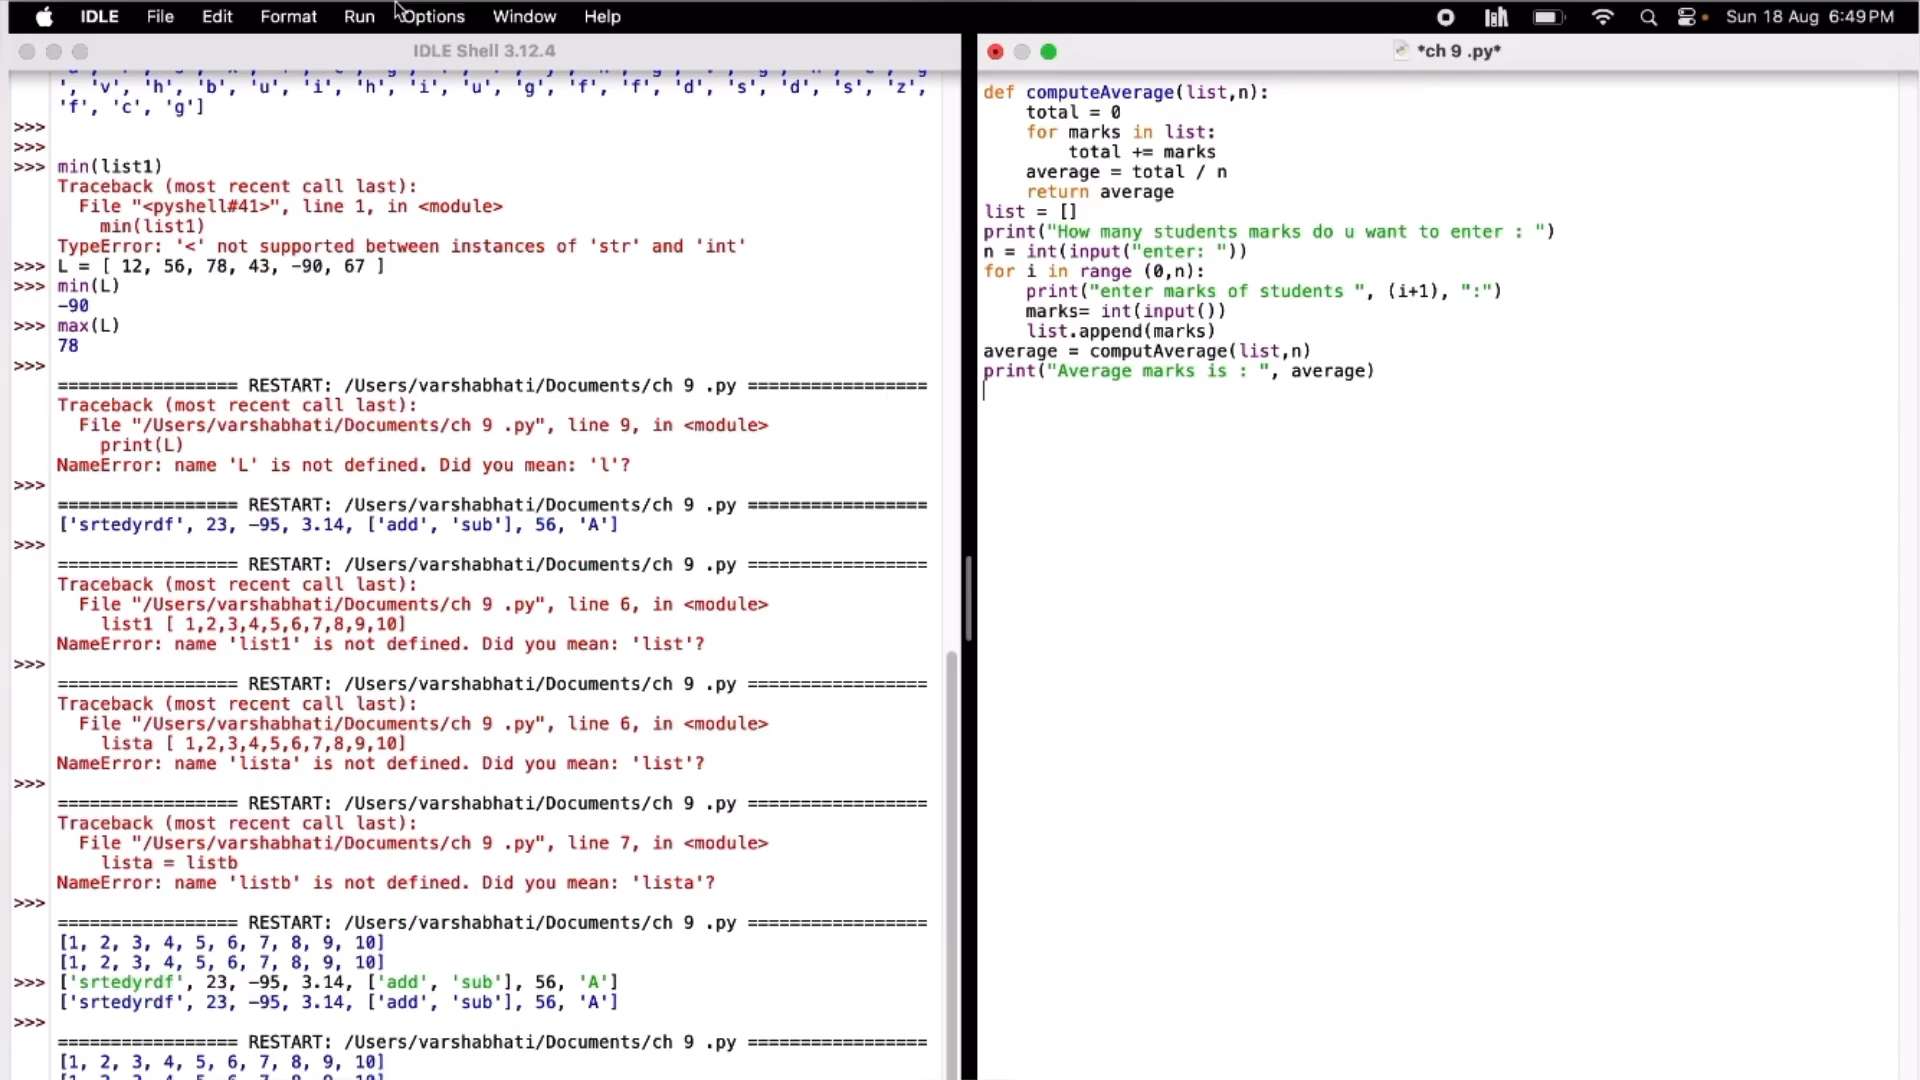 IDLE File Edit Format Run Options Window Help Sun 18 Aug 6:49 PM
IDLE Shell 3.12.4
', 'v', 'h', 'b', 'u', 'i', 'h', 'i', 'u', 'g', 'f', 'f', 'd', 's', 'd', 's', 'z',
'f', 'c', 'g']
>>>
>>>
>>> min(list1)
Traceback (most recent call last):
File "<pyshell#41>", line 1, in <module>
min(list1)
TypeError: '<' not supported between instances of 'str' and 'int'
>>> L = [ 12, 56, 78, 43, -90, 67 ]
>>> min(L)
-90
>>> max(L)
78
>>>
================= RESTART: /Users/varshabhati/Documents/ch 9 .py =================
Traceback (most recent call last):
File "/Users/varshabhati/Documents/ch 9 .py", line 9, in <module>
print(L)
NameError: name 'L' is not defined. Did you mean: 'l'?
>>>
================= RESTART: /Users/varshabhati/Documents/ch 9 .py =================
['srtedyrdf', 23, -95, 3.14, ['add', 'sub'], 56, 'A']
>>>
================= RESTART: /Users/varshabhati/Documents/ch 9 .py =================
Traceback (most recent call last):
File "/Users/varshabhati/Documents/ch 9 .py", line 6, in <module>
list1 [ 1,2,3,4,5,6,7,8,9,10]
NameError: name 'list1' is not defined. Did you mean: 'list'?
>>>
================= RESTART: /Users/varshabhati/Documents/ch 9 .py =================
Traceback (most recent call last):
File "/Users/varshabhati/Documents/ch 9 .py", line 6, in <module>
lista [ 1,2,3,4,5,6,7,8,9,10]
NameError: name 'lista' is not defined. Did you mean: 'list'?
>>>
================= RESTART: /Users/varshabhati/Documents/ch 9 .py =================
Traceback (most recent call last):
File "/Users/varshabhati/Documents/ch 9 .py", line 7, in <module>
lista = listb
NameError: name 'listb' is not defined. Did you mean: 'lista'?
>>>
================= RESTART: /Users/varshabhati/Documents/ch 9 .py =================
[1, 2, 3, 4, 5, 6, 7, 8, 9, 10]
[1, 2, 3, 4, 5, 6, 7, 8, 9, 10]
>>> ['srtedyrdf', 23, -95, 3.14, ['add', 'sub'], 56, 'A']
['srtedyrdf', 23, -95, 3.14, ['add', 'sub'], 56, 'A']
>>>
================= RESTART: /Users/varshabhati/Documents/ch 9 .py =================
[1, 2, 3, 4, 5, 6, 7, 8, 9, 10]
*ch 9 .py*
def computeAverage(list,n):
total = 0
for marks in list:
total += marks
average = total / n
return average
list = []
print("How many students marks do u want to enter : ")
n = int(input("enter: "))
for i in range (0,n):
print("enter marks of students ", (i+1), ":")
marks= int(input())
list.append(marks)
average = computAverage(list,n)
print("Average marks is : ", average)